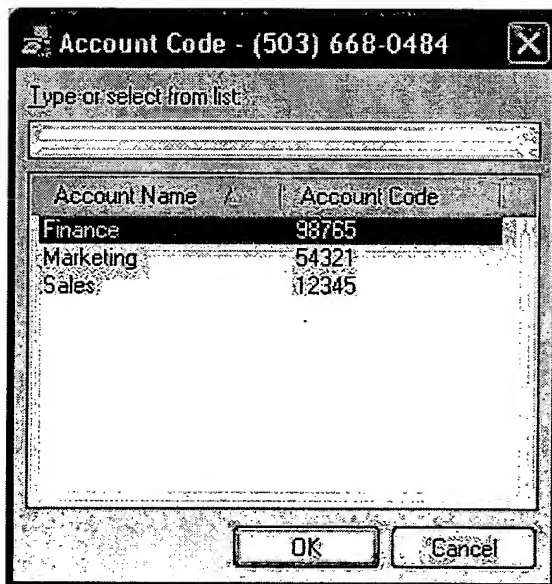 Account Code - (503) 668-0484
Type or select from list:
Account Name Account Code
Finance 98765
Marketing 54321
Sales 12345
OK Cancel